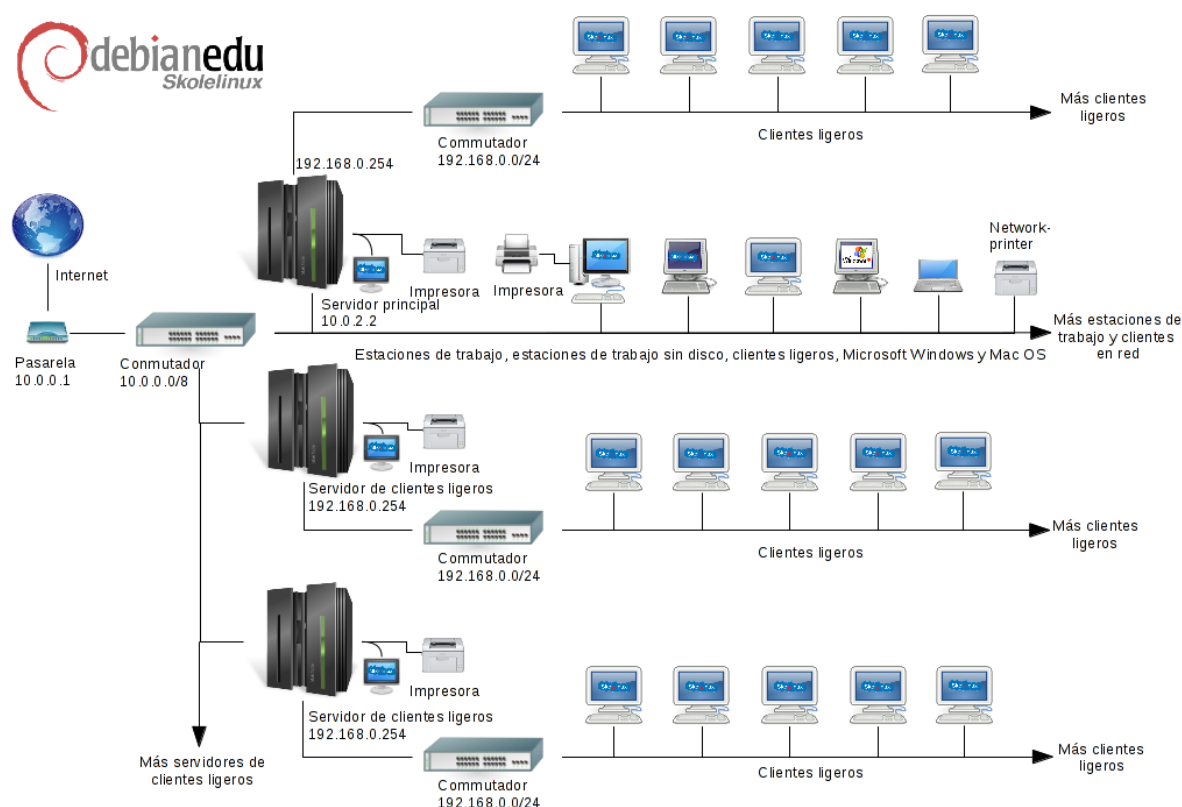 debianedu
Skolelinux
Más clientes
ligeros
Clientes ligeros
Commutador
192.168.0.0/24
192.168.0.254
Internet
Impresora
Impresora
Network-
printer
Servidor principal
10.0.2.2
Más estaciones de
trabajo y clientes
en red
Pasarela
10.0.0.1
Commutador
10.0.0.0/8
Estaciones de trabajo, estaciones de trabajo sin disco, clientes ligeros, Microsoft Windows y Mac OS
Impresora
Servidor de clientes ligeros
192.168.0.254
Commutador
192.168.0.0/24
Clientes ligeros
Más clientes
ligeros
Impresora
Servidor de clientes ligeros
192.168.0.254
Commutador
192.168.0.0/24
Clientes ligeros
Más clientes
ligeros
Más servidores de
clientes ligeros